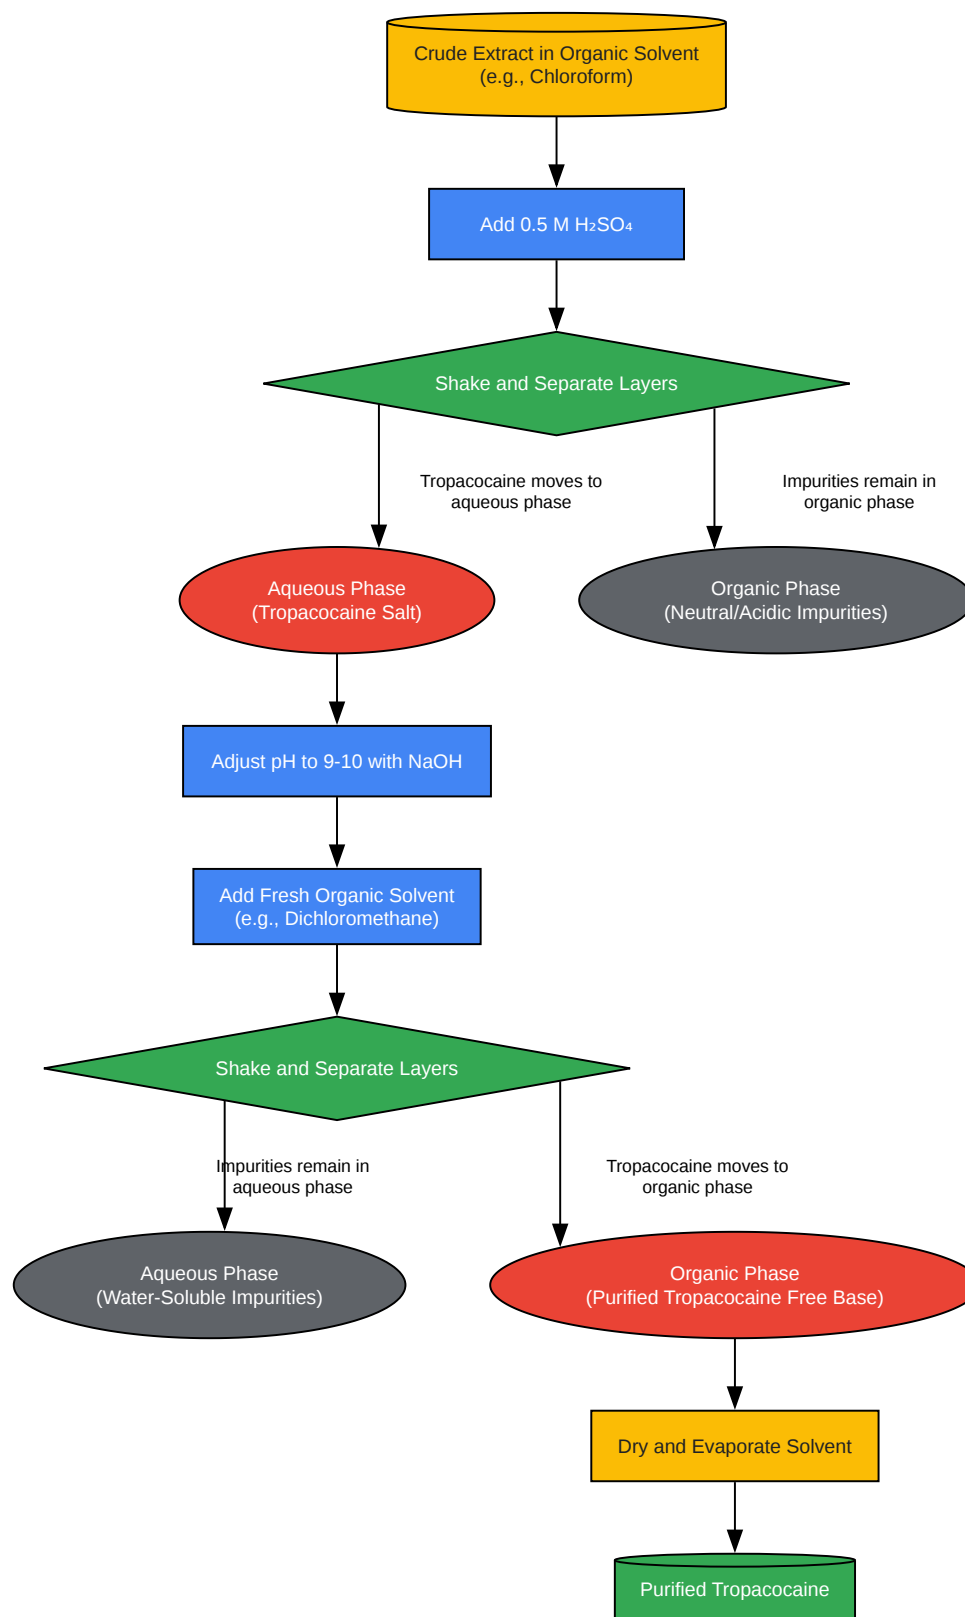 Crude Extract in Organic Solvent
(e.g., Chloroform)
Add 0.5 M H₂SO₄
Shake and Separate Layers
Tropacocaine moves to
aqueous phase
Impurities remain in
organic phase
Aqueous Phase
(Tropacocaine Salt)
Organic Phase
(Neutral/Acidic Impurities)
Adjust pH to 9-10 with NaOH
Add Fresh Organic Solvent
(e.g., Dichloromethane)
Shake and Separate Layers
Impurities remain in
aqueous phase
Tropacocaine moves to
organic phase
Aqueous Phase
(Water-Soluble Impurities)
Organic Phase
(Purified Tropacocaine Free Base)
Dry and Evaporate Solvent
Purified Tropacocaine